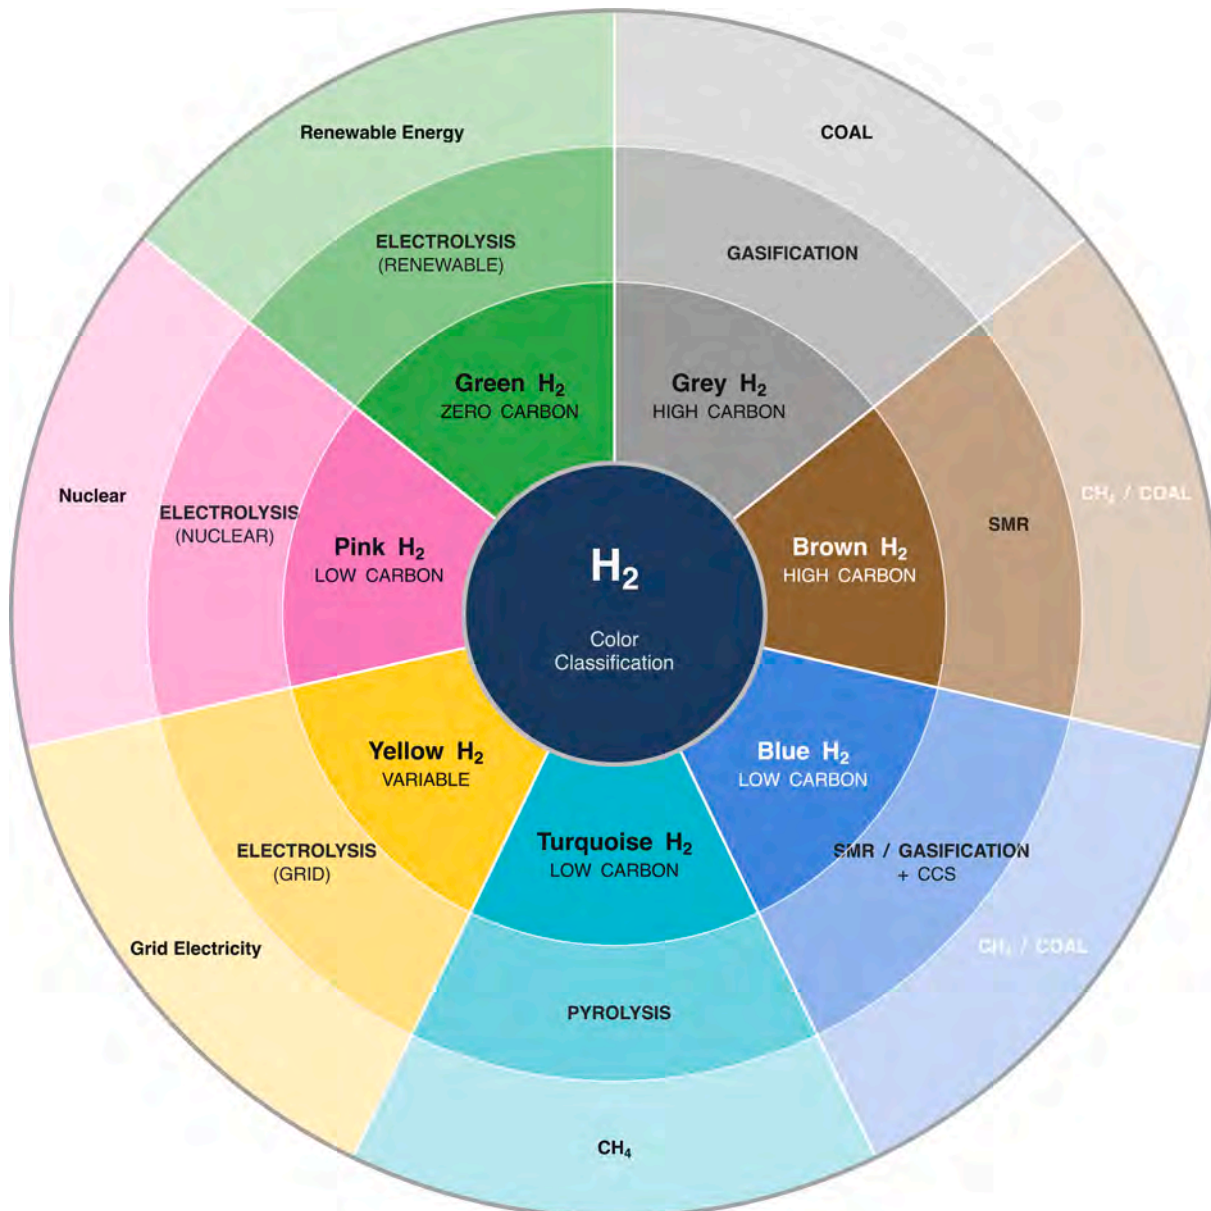 Renewable Energy
COAL
ELECTROLYSIS
(RENEWABLE)
GASIFICATION
Green H₂
ZERO CARBON
Grey H₂
HIGH CARBON
Nuclear
ELECTROLYSIS
(NUCLEAR)
Pink H₂
LOW CARBON
H₂
Color
Classification
Brown H₂
HIGH CARBON
SMR
CH₄ / COAL
Yellow H₂
VARIABLE
Blue H₂
LOW CARBON
Turquoise H₂
LOW CARBON
ELECTROLYSIS
(GRID)
SMR / GASIFICATION
+ CCS
Grid Electricity
CH₄ / COAL
PYROLYSIS
CH₄